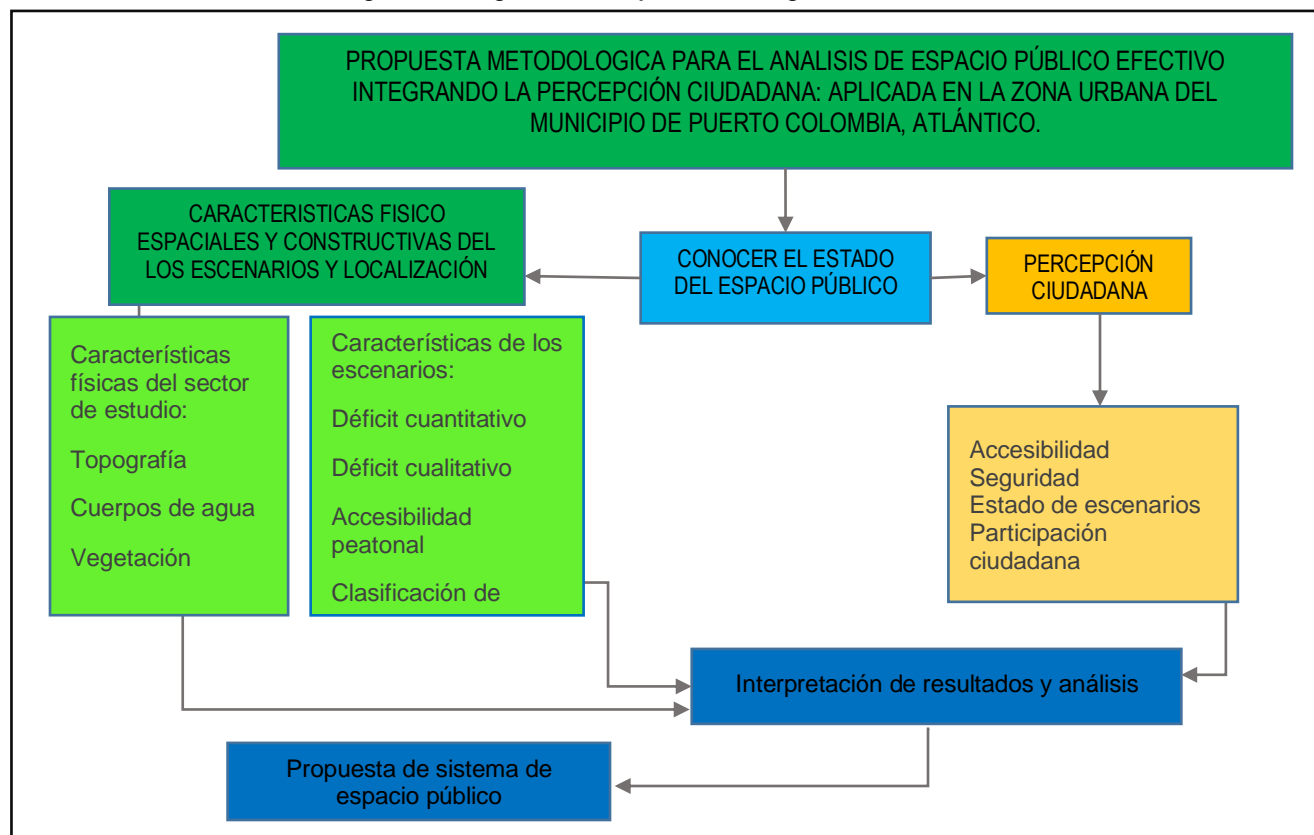 PROPUESTA METODOLOGICA PARA EL ANALISIS DE ESPACIO PÚBLICO EFECTIVO
INTEGRANDO LA PERCEPCIÓN CIUDADANA: APLICADA EN LA ZONA URBANA DEL
MUNICIPIO DE PUERTO COLOMBIA, ATLÁNTICO.
CARACTERISTICAS FISICO
ESPACIALES Y CONSTRUCTIVAS DEL
LOS ESCENARIOS Y LOCALIZACIÓN
CONOCER EL ESTADO
DEL ESPACIO PÚBLICO
PERCEPCIÓN
CIUDADANA
Características
físicas del sector
de estudio:
Topografía
Cuerpos de agua
Vegetación
Características de los
escenarios:
Déficit cuantitativo
Déficit cualitativo
Accesibilidad
peatonal
Clasificación de
Accesibilidad
Seguridad
Estado de escenarios
Participación
ciudadana
Interpretación de resultados y análisis
Propuesta de sistema de
espacio público